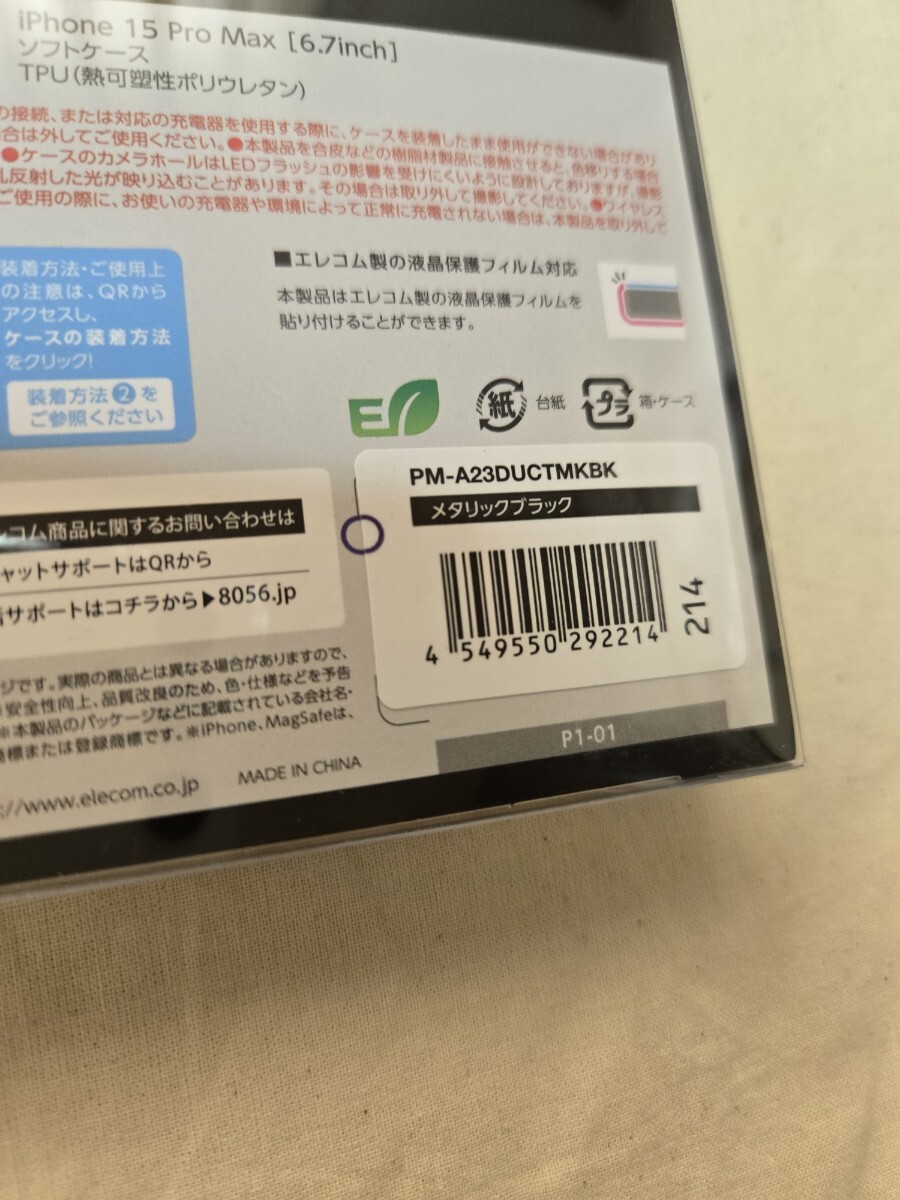 iPhone 15 Pro Max [6.7inch]
ソフトケース
TPU(熱可塑性ポリウレタン)
の接続、または対応の充電器を使用する際に、ケースを装着したまま使用ができない場合があり
合は外してご使用ください。●本製品を合皮などの樹脂材製品に接触させると、色移りする場合
●ケースのカメラホールはLEDフラッシュの影響を受けにくいように設計しておりますが、撮影
乱反射した光が映り込むことがあります。その場合は取り外して撮影してください。●ワイヤレス
ご使用の際に、お使いの充電器や環境によって正常に充電されない場合は、本製品を取り外して
装着方法・ご使用上
の注意は、QRから
アクセスし、
ケースの装着方法
をクリック!
装着方法2を
ご参照ください
■エレコム製の液晶保護フィルム対応
本製品はエレコム製の液晶保護フィルムを
貼り付けることができます。
E
紙 台紙
プラ 箱・ケース
PM-A23DUCTMKBK
メタリックブラック
4 549550 292214
214
レコム商品に関するお問い合わせは
ャットサポートはQRから
サポートはコチラから▶8056.jp
ジです。実際の商品とは異なる場合がありますので、
安全性向上、品質改良のため、色・仕様などを予告
※本製品のパッケージなどに記載されている会社名・
商標または登録商標です。※iPhone、MagSafeは、
://www.elecom.co.jp
MADE IN CHINA
P1-01